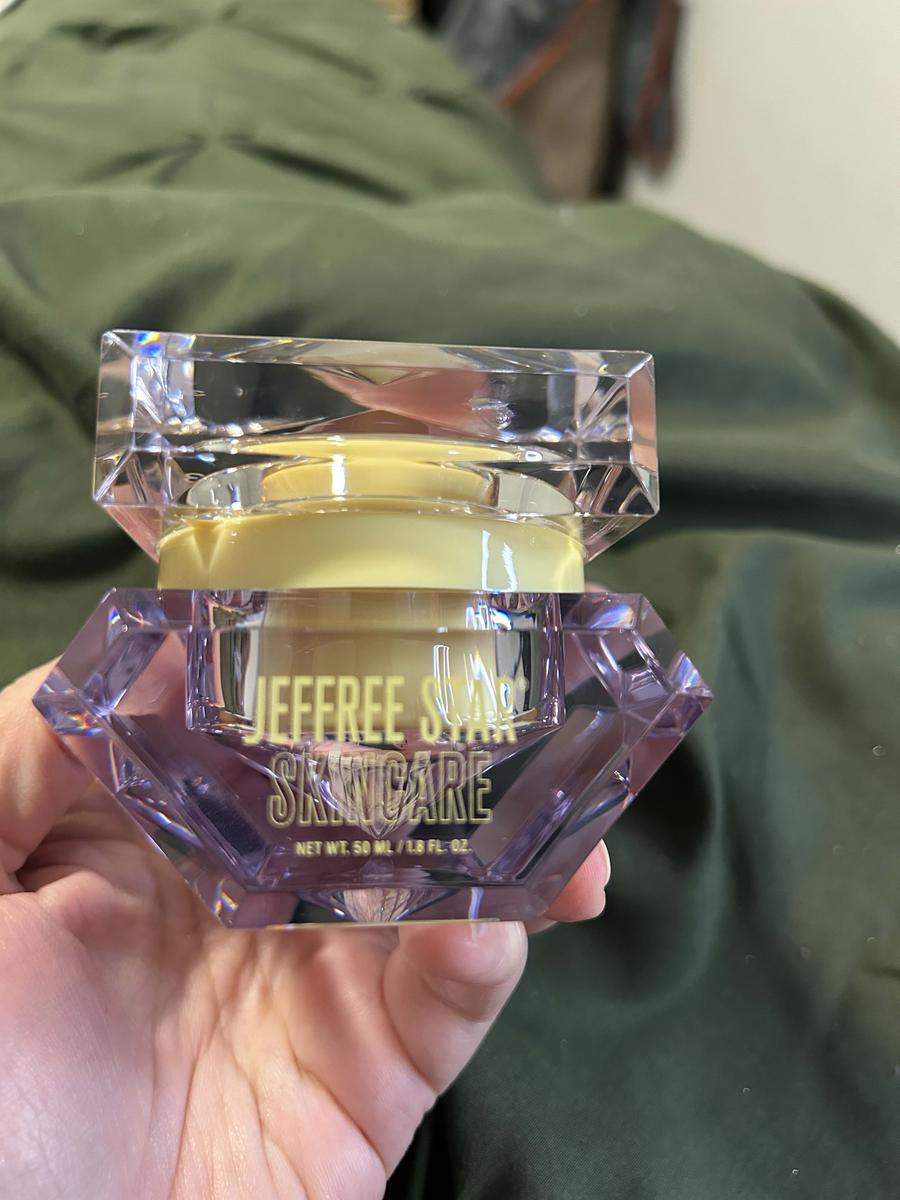 JEFFREE STAR®
SKINCARE
NET WT. 50 ML / 1.8 FL. OZ.